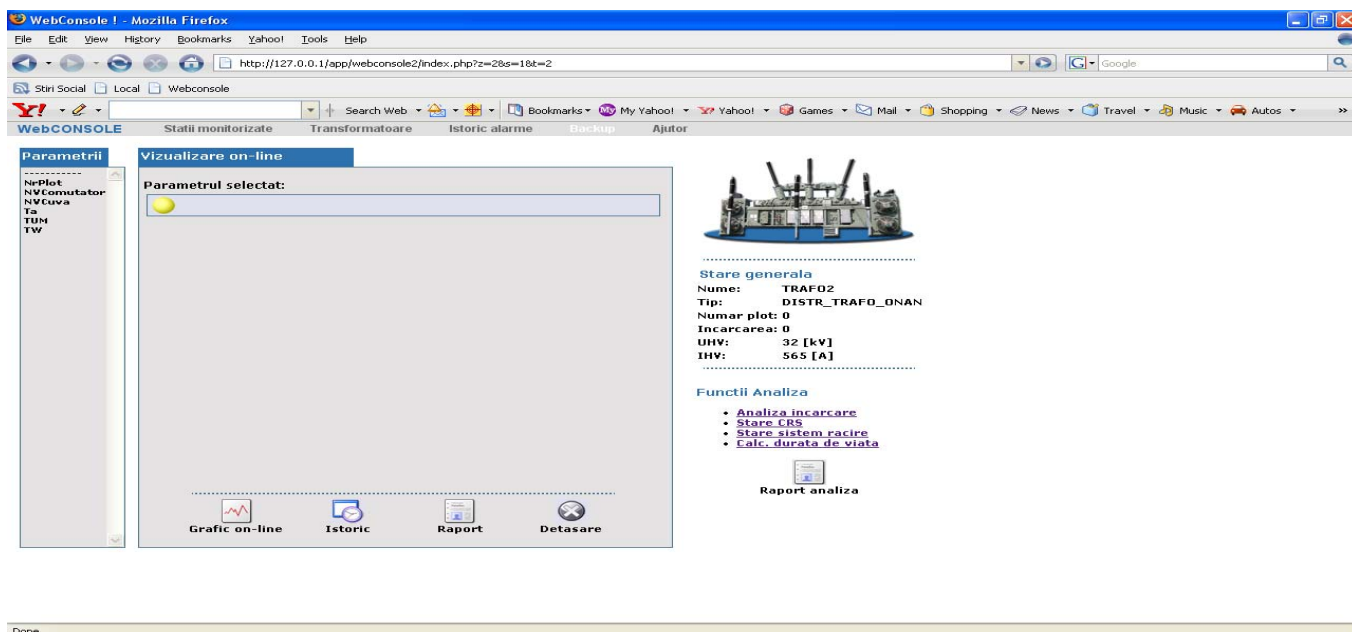 WebConsole ! - Mozilla Firefox
File Edit View History Bookmarks Yahoo! Tools Help
http://127.0.0.1/app/webconsole2/index.php?z=2&s=1&t=2
Google
Stiri Social Local Webconsole
Y! Search Web Bookmarks My Yahoo! Yahoo! Games Mail Shopping News Travel Music Autos »
WebCONSOLE Statii monitorizate Transformatoare Istoric alarme Backup Ajutor
Parametrii
-----------
NrPlot
NVComutator
NVCuva
Ta
TUM
TW
Vizualizare on-line
Parametrul selectat:
Grafic on-line Istoric Raport Detasare
Stare generala
Nume: TRAFO2
Tip: DISTR_TRAFO_ONAN
Numar plot: 0
Incarcarea: 0
UHV: 32 [kV]
IHV: 565 [A]
Functii Analiza
• Analiza incarcare
• Stare CRS
• Stare sistem racire
• Calc. durata de viata
Raport analiza
Done